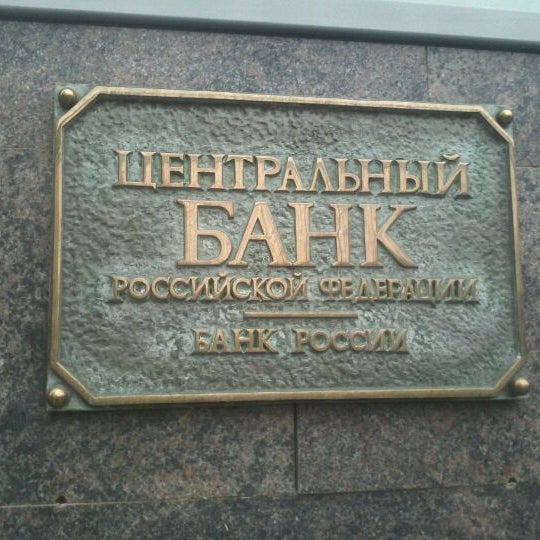 ЦЕНТРАЛЬНЫЙ
БАНК
РОССИЙСКОЙ ФЕДЕРАЦИИ
БАНК РОССИИ